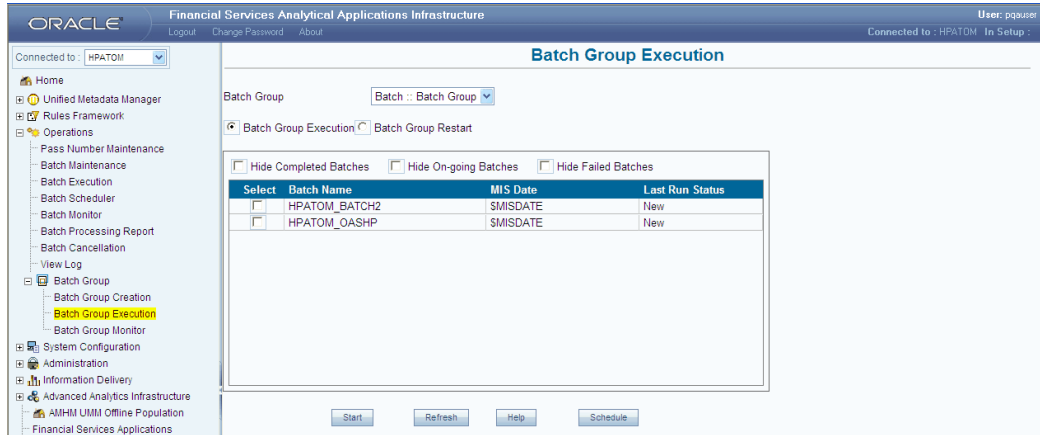 ORACLE
Financial Services Analytical Applications Infrastructure
User: pqauser
Logout Change Password About
Connected to : HPATOM In Setup :
Connected to : HPATOM
Home
Unified Metadata Manager
Rules Framework
Operations
Pass Number Maintenance
Batch Maintenance
Batch Execution
Batch Scheduler
Batch Monitor
Batch Processing Report
Batch Cancellation
View Log
Batch Group
Batch Group Creation
Batch Group Execution
Batch Group Monitor
System Configuration
Administration
Information Delivery
Advanced Analytics Infrastructure
AMHM UMM Offline Population
Financial Services Applications
Batch Group Execution
Batch Group Batch :: Batch Group
Batch Group Execution Batch Group Restart
Hide Completed Batches Hide On-going Batches Hide Failed Batches
Select Batch Name MIS Date Last Run Status
HPATOM_BATCH2 $MISDATE New
HPATOM_OASHP $MISDATE New
Start Refresh Help Schedule